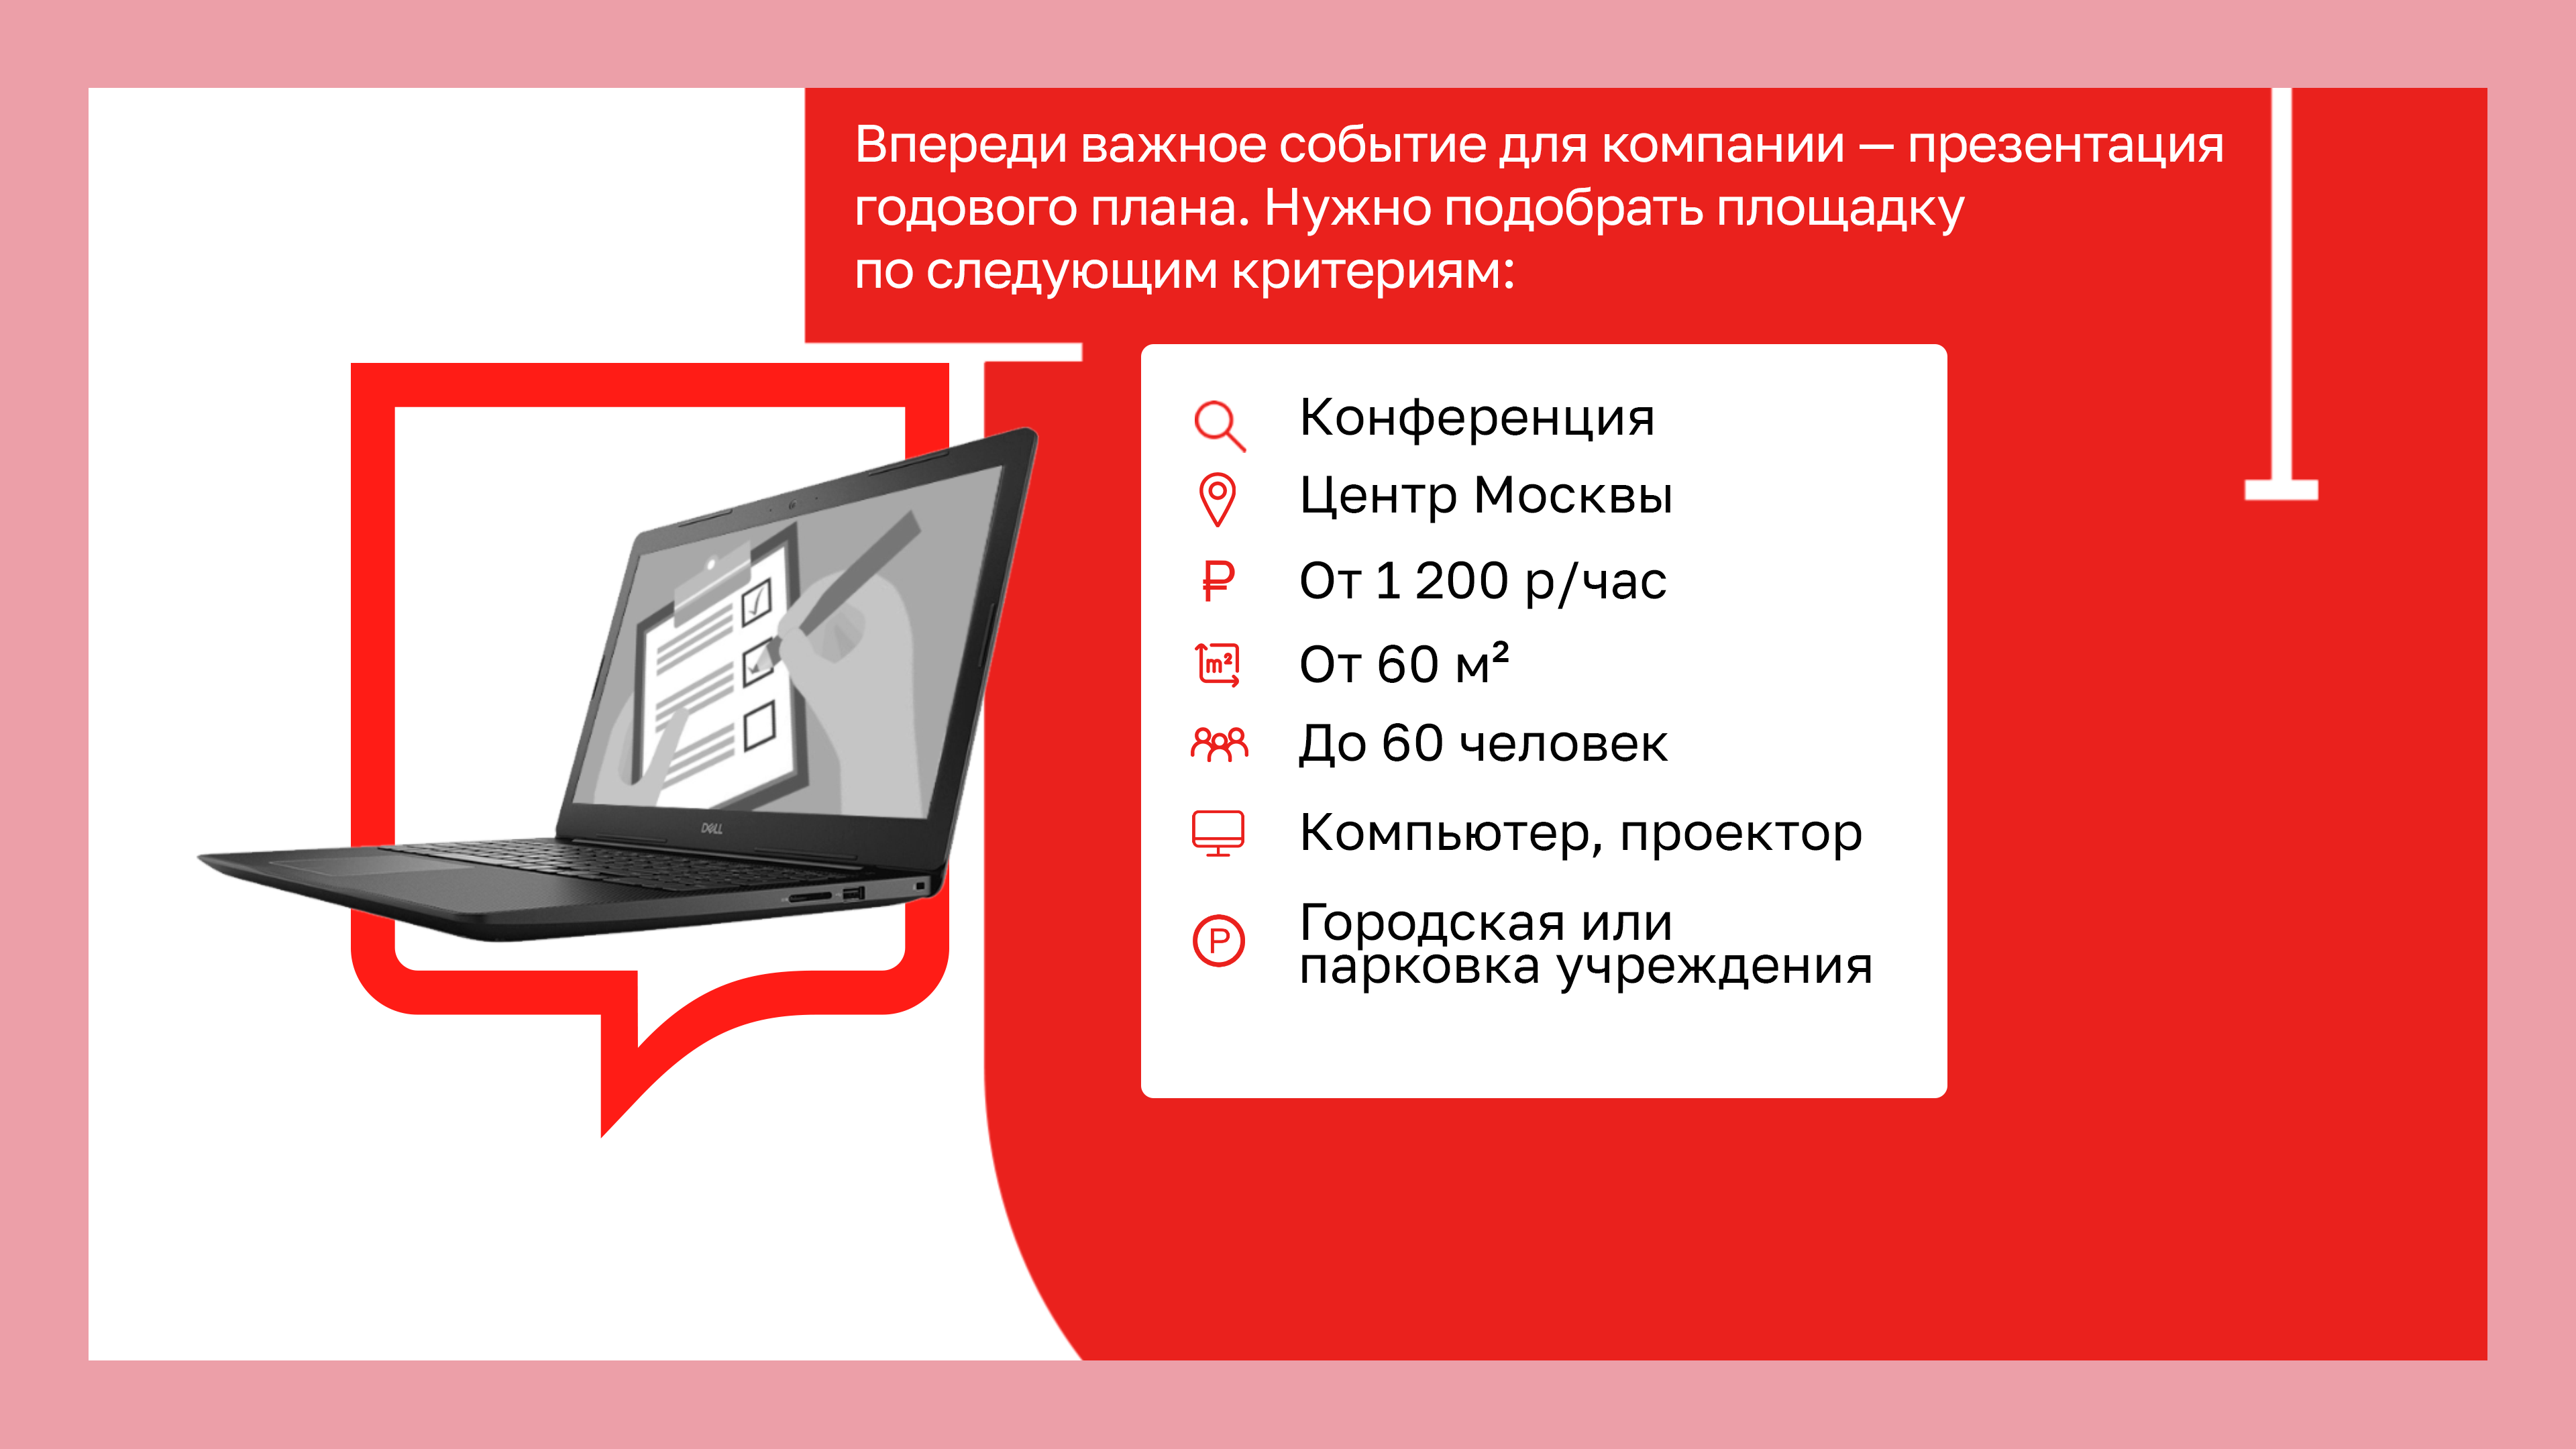 Впереди важное событие для компании — презентация
годового плана. Нужно подобрать площадку
по следующим критериям:
Конференция
Центр Москвы
От 1 200 р/час
m²
От 60 м²
До 60 человек
Компьютер, проектор
P
Городская или
парковка учреждения
DELL